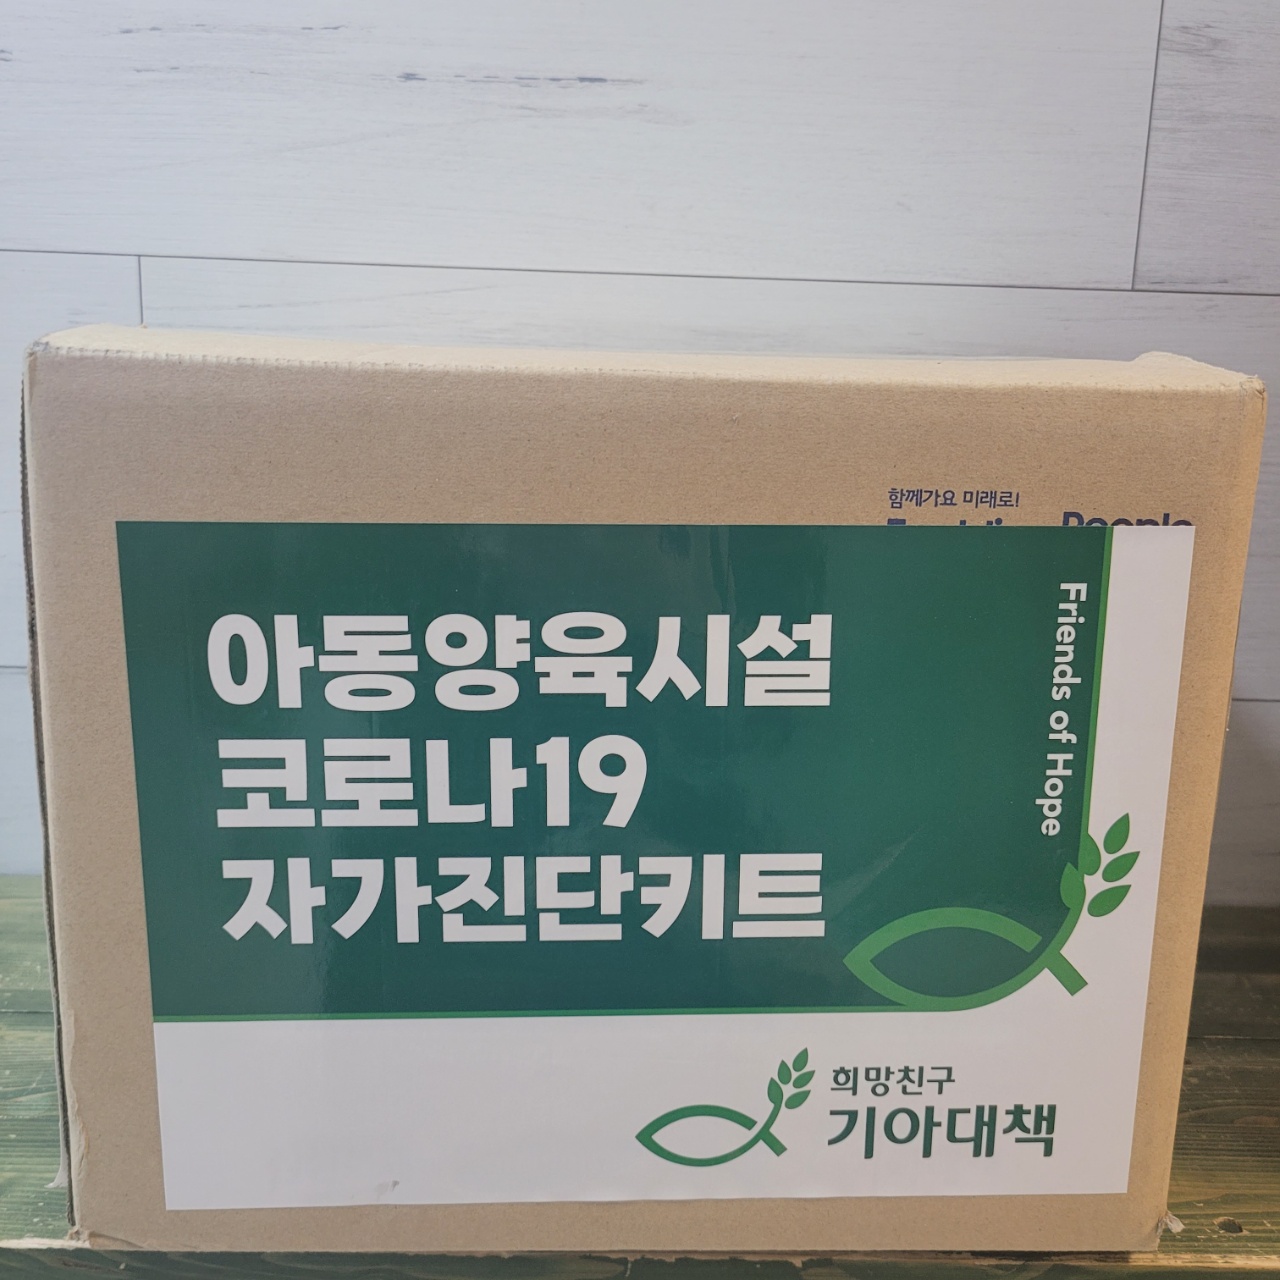 함께가요 미래로!
People
아동양육시설
코로나19
자가진단키트
Friends of Hope
희망친구
기아대책